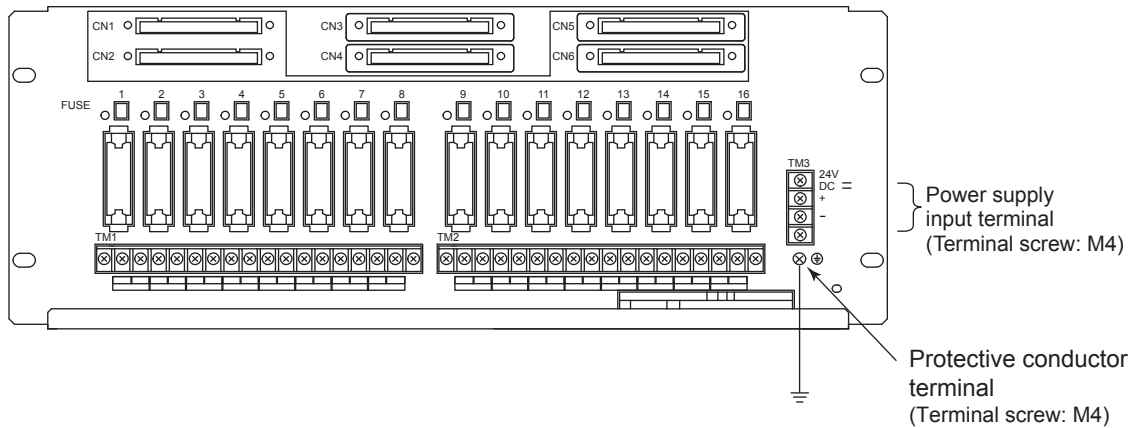 CN1 CN3 CN5
CN2 CN4 CN6
FUSE 1 2 3 4 5 6 7 8 9 10 11 12 13 14 15 16
TM3
24V
DC
+
−
Power supply
input terminal
(Terminal screw: M4)
TM1 TM2
Protective conductor
terminal
(Terminal screw: M4)